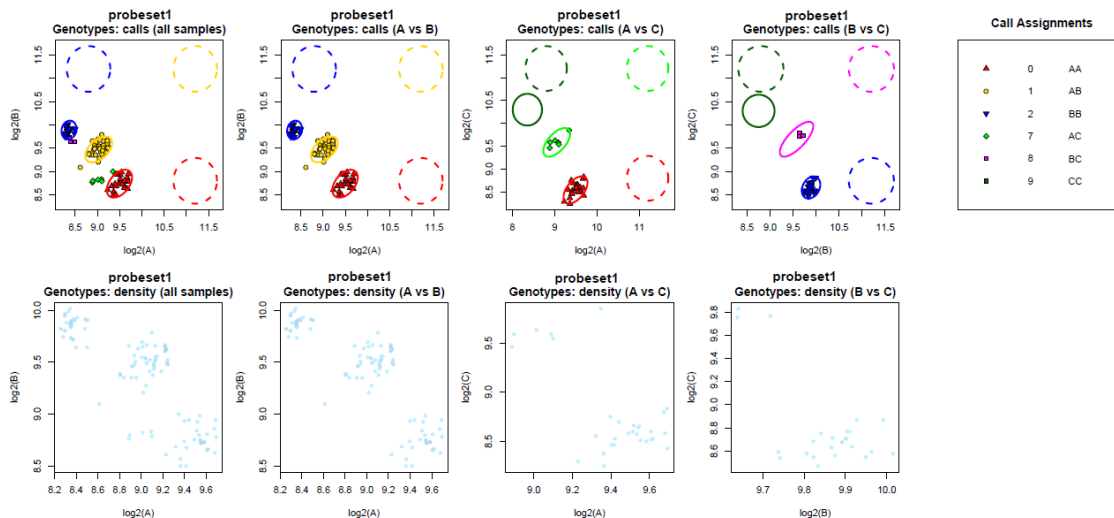 probeset1
Genotypes: calls (all samples)
log2(B)
8.5 9.5 10.5 11.5
8.5 9.0 9.5 10.0 10.5 11.0 11.5
log2(A)
probeset1
Genotypes: calls (A vs B)
log2(B)
8.5 9.5 10.5 11.5
8.5 9.0 9.5 10.0 10.5 11.0 11.5
log2(A)
probeset1
Genotypes: calls (A vs C)
log2(C)
8.5 9.5 10.5 11.5
8 9 10 11
log2(A)
probeset1
Genotypes: calls (B vs C)
log2(C)
8.5 9.5 10.5 11.5
8.5 9.0 9.5 10.0 10.5 11.0 11.5
log2(B)
Call Assignments
0 AA
1 AB
2 BB
7 AC
8 BC
9 CC
probeset1
Genotypes: density (all samples)
log2(B)
8.5 9.0 9.5 10.0
8.2 8.4 8.6 8.8 9.0 9.2 9.4 9.6
log2(A)
probeset1
Genotypes: density (A vs B)
log2(B)
8.5 9.0 9.5 10.0
8.2 8.4 8.6 8.8 9.0 9.2 9.4 9.6
log2(A)
probeset1
Genotypes: density (A vs C)
log2(C)
8.5 9.0 9.5
9.0 9.2 9.4 9.6
log2(A)
probeset1
Genotypes: density (B vs C)
log2(C)
8.6 8.8 9.0 9.2 9.4 9.6 9.8
9.7 9.8 9.9 10.0
log2(B)